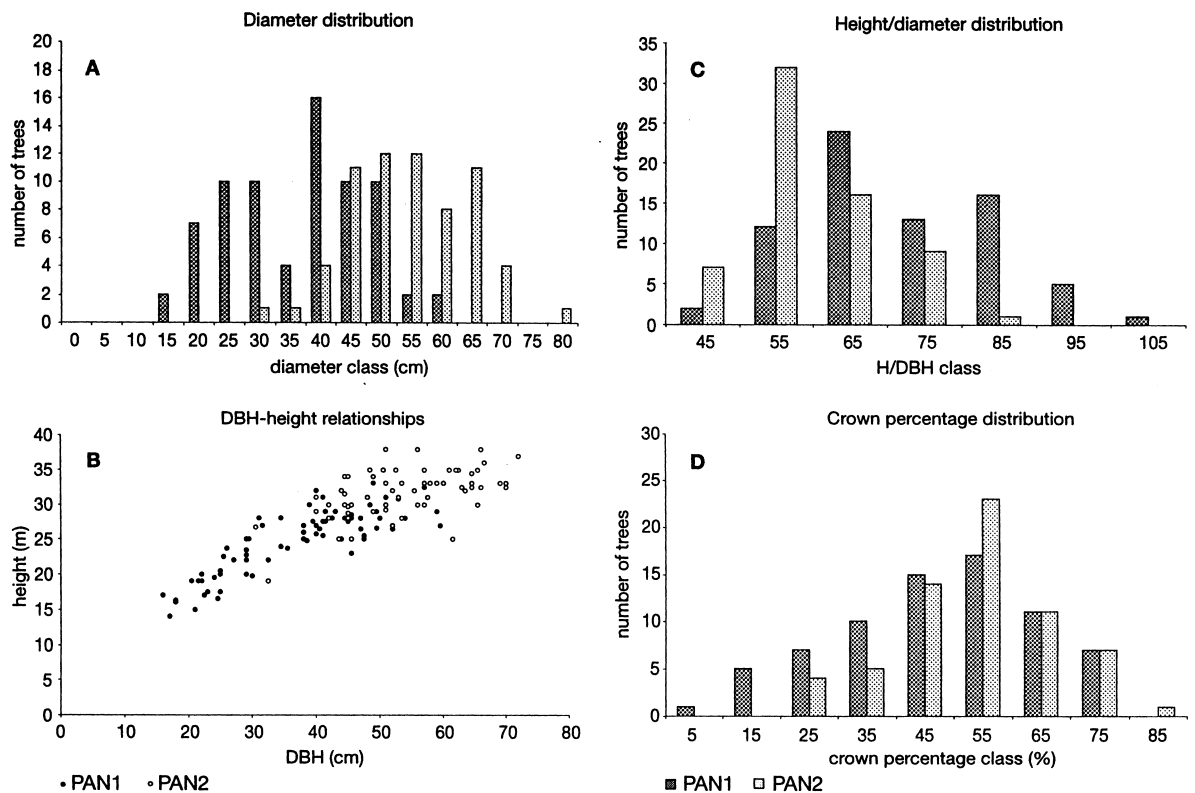 Diameter distribution
A
number of trees
20
18
16
14
12
10
8
6
4
2
0
0 5 10 15 20 25 30 35 40 45 50 55 60 65 70 75 80
diameter class (cm)
Height/diameter distribution
C
number of trees
35
30
25
20
15
10
5
0
45 55 65 75 85 95 105
H/DBH class
DBH-height relationships
B
height (m)
40
35
30
25
20
15
10
5
0
0 10 20 30 40 50 60 70 80
DBH (cm)
PAN1 PAN2
Crown percentage distribution
D
number of trees
30
25
20
15
10
5
0
5 15 25 35 45 55 65 75 85
crown percentage class (%)
PAN1 PAN2